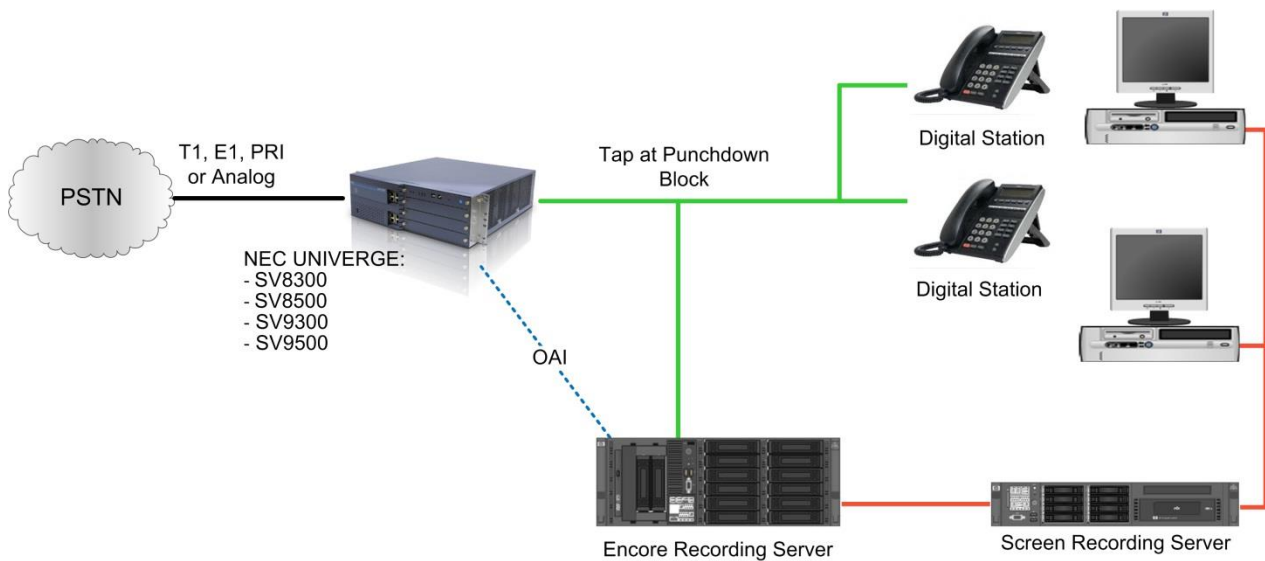 T1, E1, PRI
or Analog
PSTN
NEC UNIVERGE:
- SV8300
- SV8500
- SV9300
- SV9500
Tap at Punchdown
Block
Digital Station
Digital Station
OAI
Encore Recording Server
Screen Recording Server